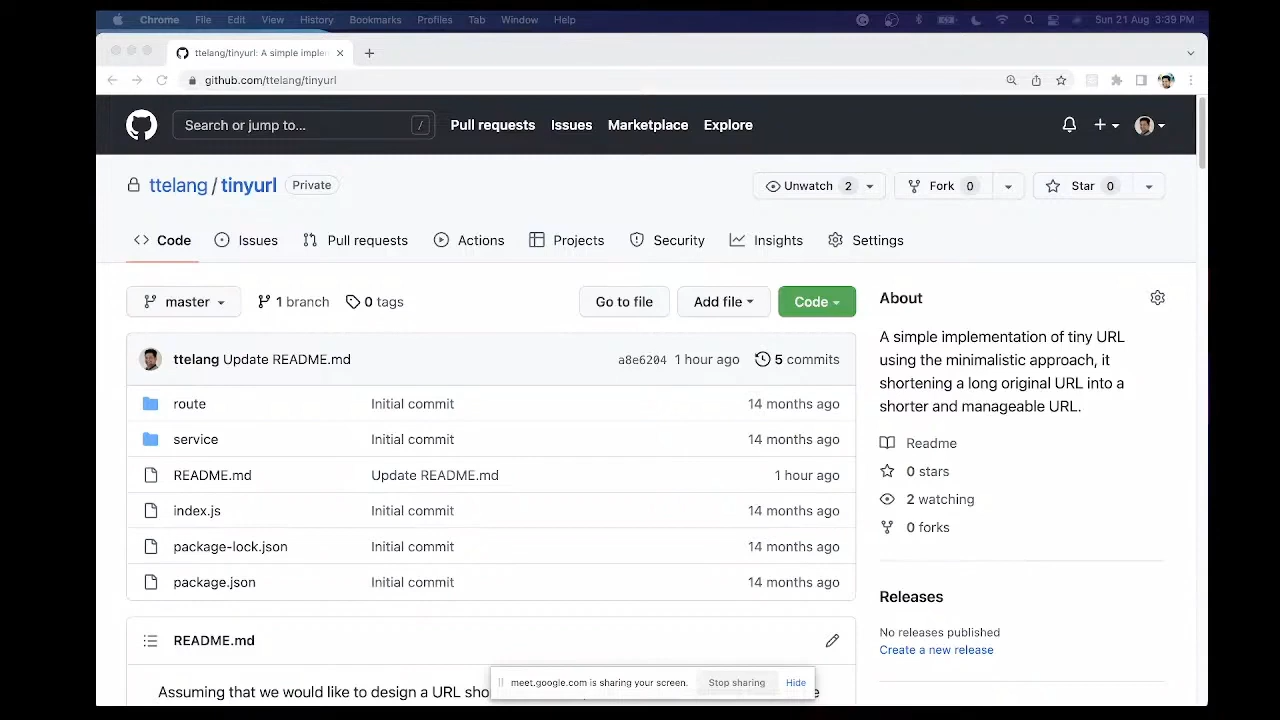 Chrome File Edit View History Bookmarks Profiles Tab Window Help Sun 21 Aug 3:39 PM
ttelang/tinyurl: A simple implem
github.com/ttelang/tinyurl
Search or jump to... / Pull requests Issues Marketplace Explore
ttelang / tinyurl Private
Unwatch 2 Fork 0 Star 0
Code Issues Pull requests Actions Projects Security Insights Settings
master 1 branch 0 tags Go to file Add file Code
ttelang Update README.md a8e6204 1 hour ago 5 commits
route Initial commit 14 months ago
service Initial commit 14 months ago
README.md Update README.md 1 hour ago
index.js Initial commit 14 months ago
package-lock.json Initial commit 14 months ago
package.json Initial commit 14 months ago
README.md
Assuming that we would like to design a URL sho
About
A simple implementation of tiny URL
using the minimalistic approach, it
shortening a long original URL into a
shorter and manageable URL.
Readme
0 stars
2 watching
0 forks
Releases
No releases published
Create a new release
meet.google.com is sharing your screen. Stop sharing Hide